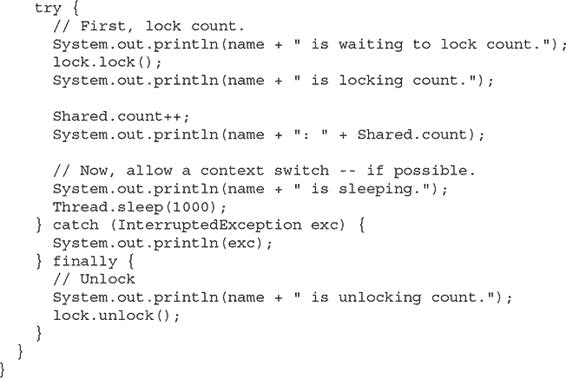 try {
// First, lock count.
System.out.println(name + " is waiting to lock count.");
lock.lock();
System.out.println(name + " is locking count.");
Shared.count++;
System.out.println(name + ": " + Shared.count);
// Now, allow a context switch -- if possible.
System.out.println(name + " is sleeping.");
Thread.sleep(1000);
} catch (InterruptedException exc) {
System.out.println(exc);
} finally {
// Unlock
System.out.println(name + " is unlocking count.");
lock.unlock();
}
}
}